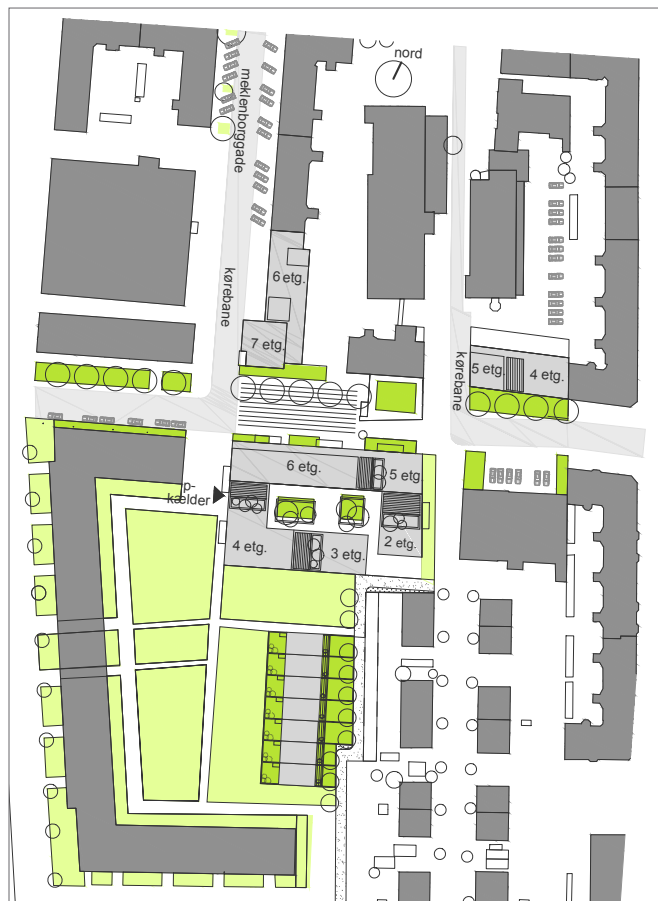 nord
meklenborggade
kørebane
6 etg.
7 etg.
kørebane
5 etg.
4 etg.
6 etg.
5 etg.
p-
kælder
4 etg.
3 etg.
2 etg.